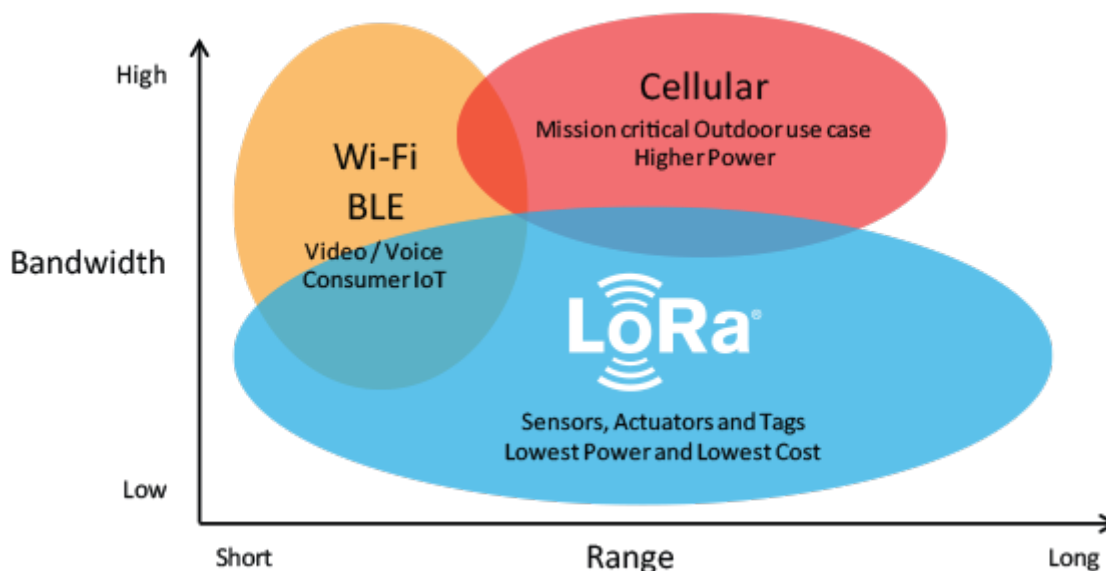 High
Cellular
Mission critical Outdoor use case
Higher Power
Wi-Fi
BLE
Video / Voice
Consumer IoT
Bandwidth
LoRa®
Sensors, Actuators and Tags
Lowest Power and Lowest Cost
Low
Short
Range
Long